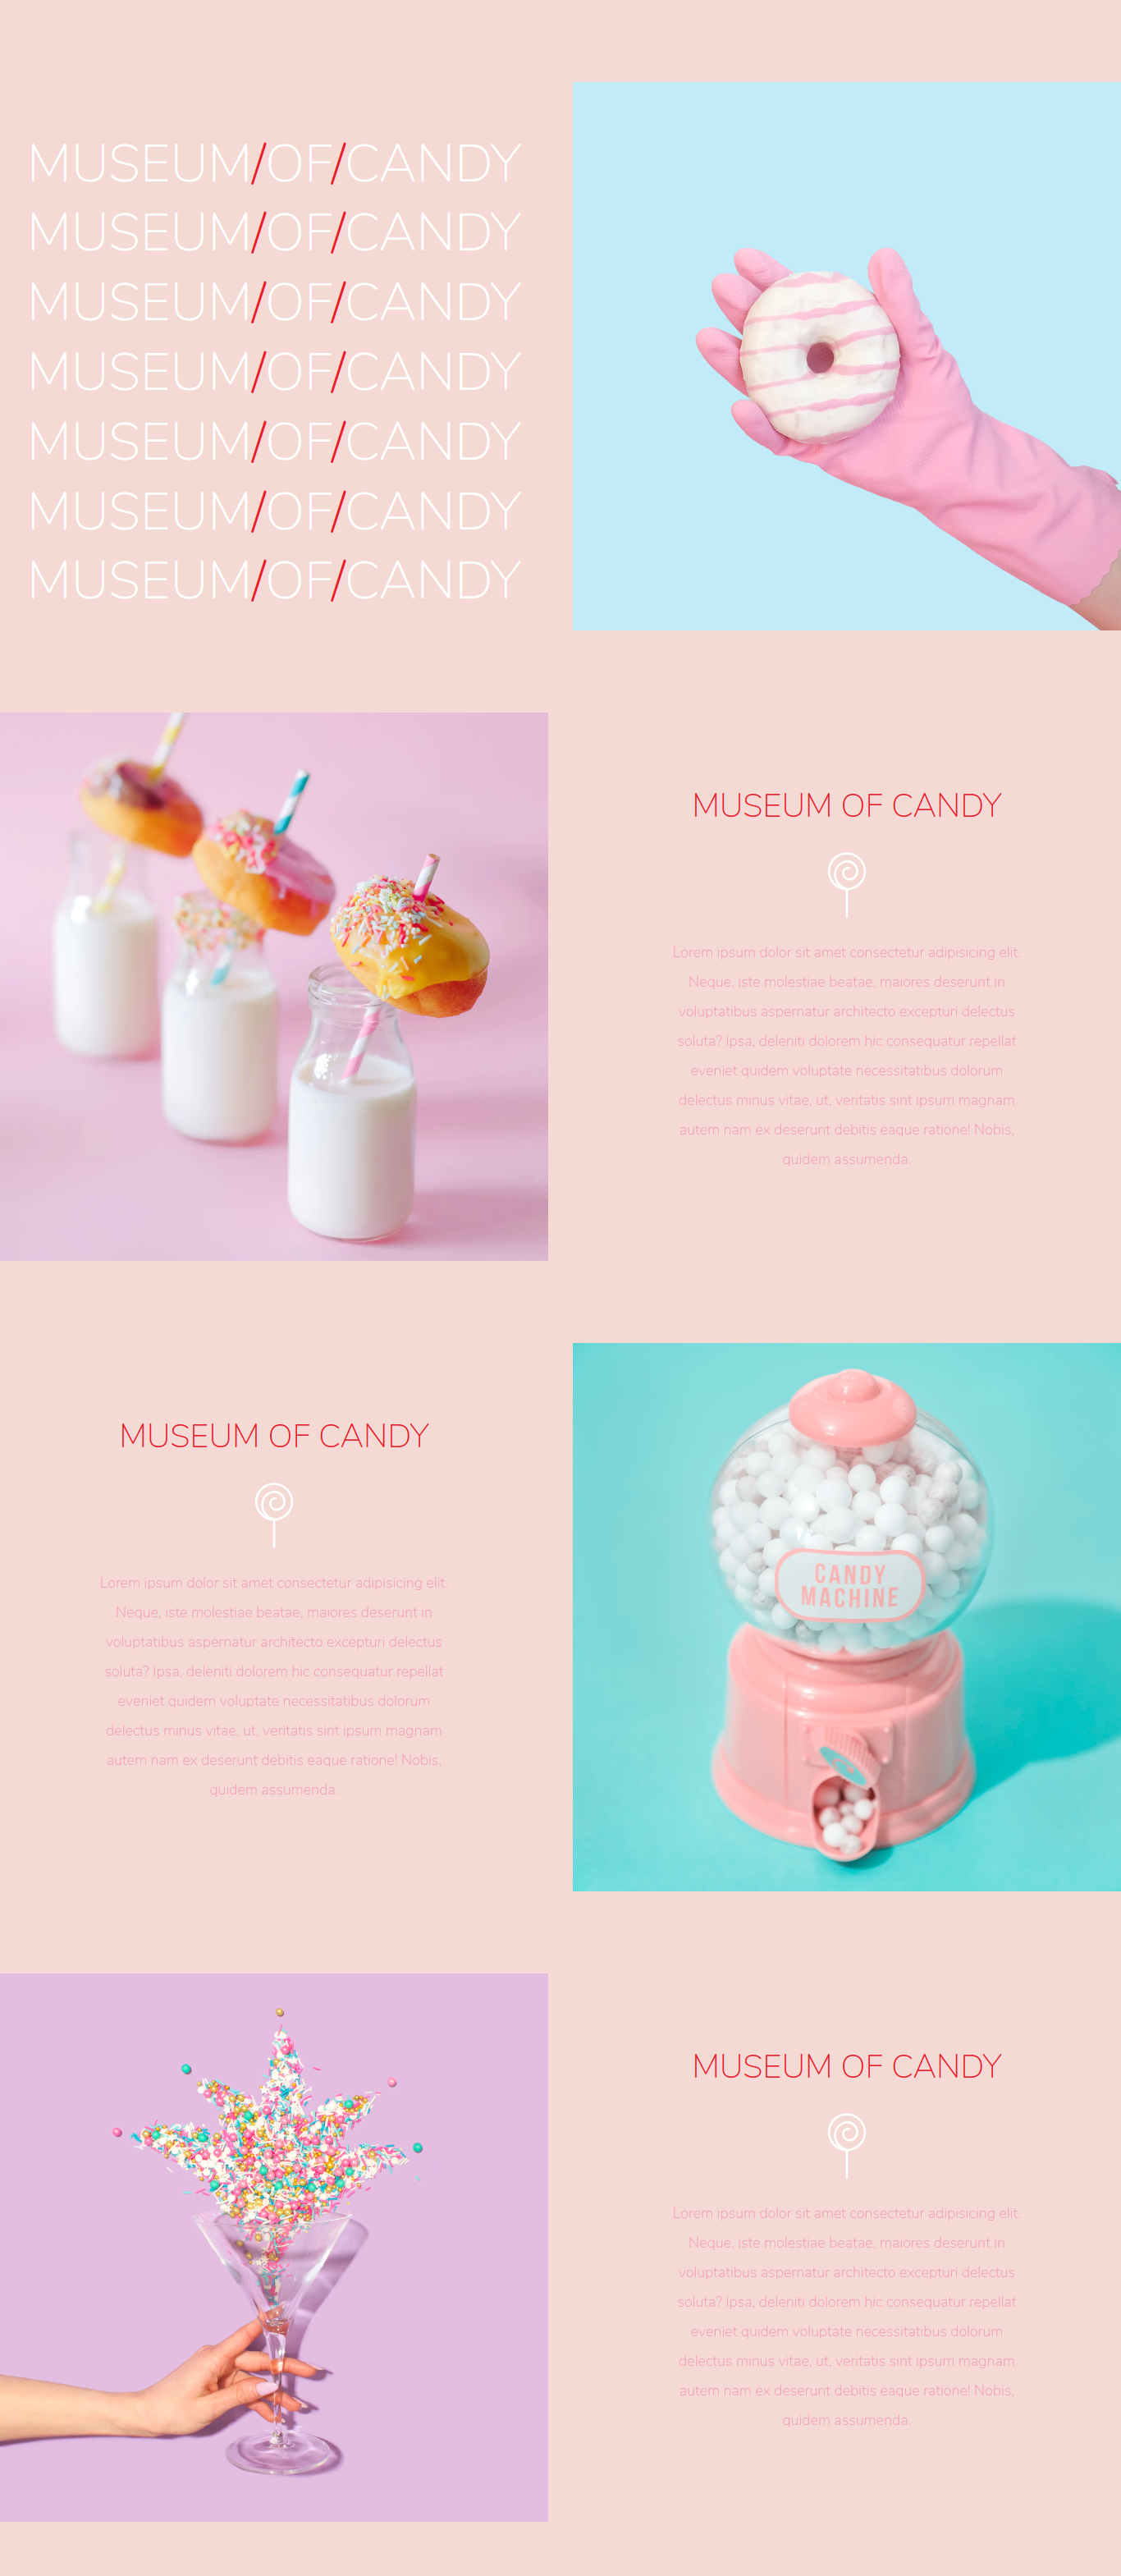 MUSEUM/OF/CANDY
MUSEUM/OF/CANDY
MUSEUM/OF/CANDY
MUSEUM/OF/CANDY
MUSEUM/OF/CANDY
MUSEUM/OF/CANDY
MUSEUM/OF/CANDY
MUSEUM OF CANDY
Lorem ipsum dolor sit amet consectetur adipisicing elit.
Neque, iste molestiae beatae, maiores deserunt in
voluptatibus aspernatur architecto excepturi delectus
soluta? Ipsa, deleniti dolorem hic consequatur repellat
eveniet quidem voluptate necessitatibus dolorum
delectus minus vitae, ut, veritatis sint ipsum magnam
autem nam ex deserunt debitis eaque ratione! Nobis,
quidem assumenda.
MUSEUM OF CANDY
Lorem ipsum dolor sit amet consectetur adipisicing elit.
Neque, iste molestiae beatae, maiores deserunt in
voluptatibus aspernatur architecto excepturi delectus
soluta? Ipsa, deleniti dolorem hic consequatur repellat
eveniet quidem voluptate necessitatibus dolorum
delectus minus vitae, ut, veritatis sint ipsum magnam
autem nam ex deserunt debitis eaque ratione! Nobis,
quidem assumenda.
CANDY
MACHINE
MUSEUM OF CANDY
Lorem ipsum dolor sit amet consectetur adipisicing elit.
Neque, iste molestiae beatae, maiores deserunt in
voluptatibus aspernatur architecto excepturi delectus
soluta? Ipsa, deleniti dolorem hic consequatur repellat
eveniet quidem voluptate necessitatibus dolorum
delectus minus vitae, ut, veritatis sint ipsum magnam
autem nam ex deserunt debitis eaque ratione! Nobis,
quidem assumenda.